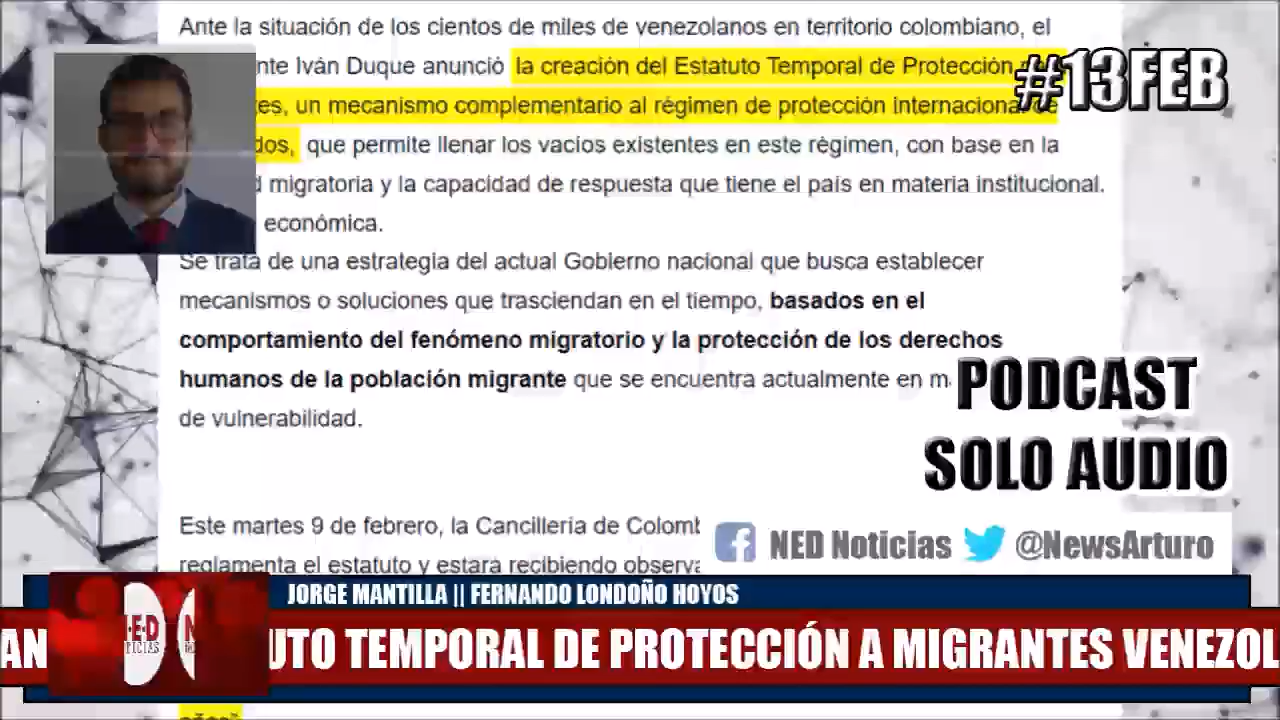 Ante la situación de los cientos de miles de venezolanos en territorio colombiano, el
nte Iván Duque anunció la creación del Estatuto Temporal de Protección
#13FEB
es, un mecanismo complementario al régimen de protección internacional de
dos, que permite llenar los vacíos existentes en este régimen, con base en la
d migratoria y la capacidad de respuesta que tiene el país en materia institucional.
económica.
Se trata de una estrategia del actual Gobierno nacional que busca establecer
mecanismos o soluciones que trasciendan en el tiempo, basados en el
comportamiento del fenómeno migratorio y la protección de los derechos
humanos de la población migrante que se encuentra actualmente en m
de vulnerabilidad.
PODCAST
SOLO AUDIO
Este martes 9 de febrero, la Cancillería de Colomb
reglamenta el estatuto y estará recibiendo observa
NED Noticias @NewsArturo
JORGE MANTILLA || FERNANDO LONDOÑO HOYOS
AN UTO TEMPORAL DE PROTECCIÓN A MIGRANTES VENEZOL